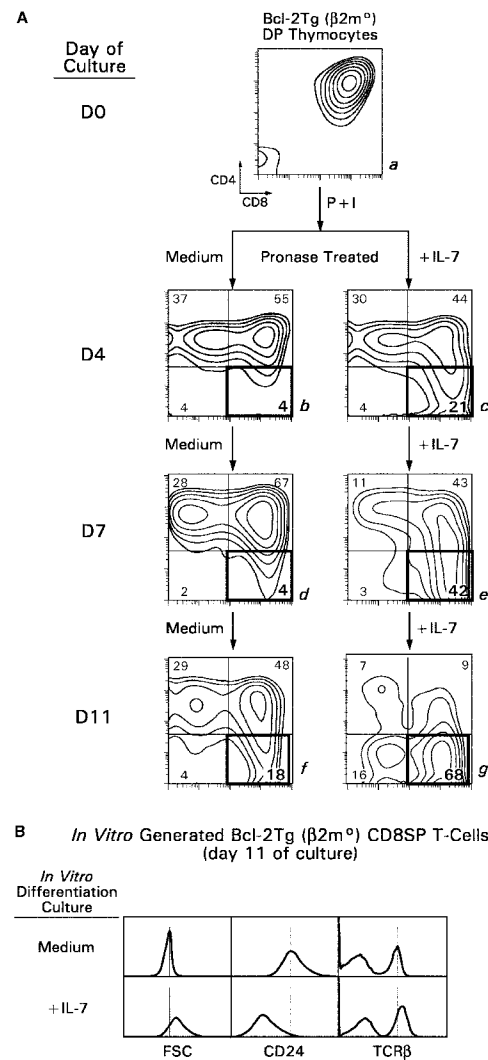 A
Bcl-2Tg (β2m°)
DP Thymocytes
Day of
Culture
D0
a
CD4
CD8
P + I
Medium Pronase Treated + IL-7
D4
37 55
4 4 b
30 44
4 21 c
Medium + IL-7
D7
28 67
2 4 d
11 43
3 42 e
Medium + IL-7
D11
29 48
4 18 f
7 9
16 68 g
B In Vitro Generated Bcl-2Tg (β2m°) CD8SP T-Cells
(day 11 of culture)
In Vitro
Differentiation
Culture
Medium
+ IL-7
FSC CD24 TCRβ